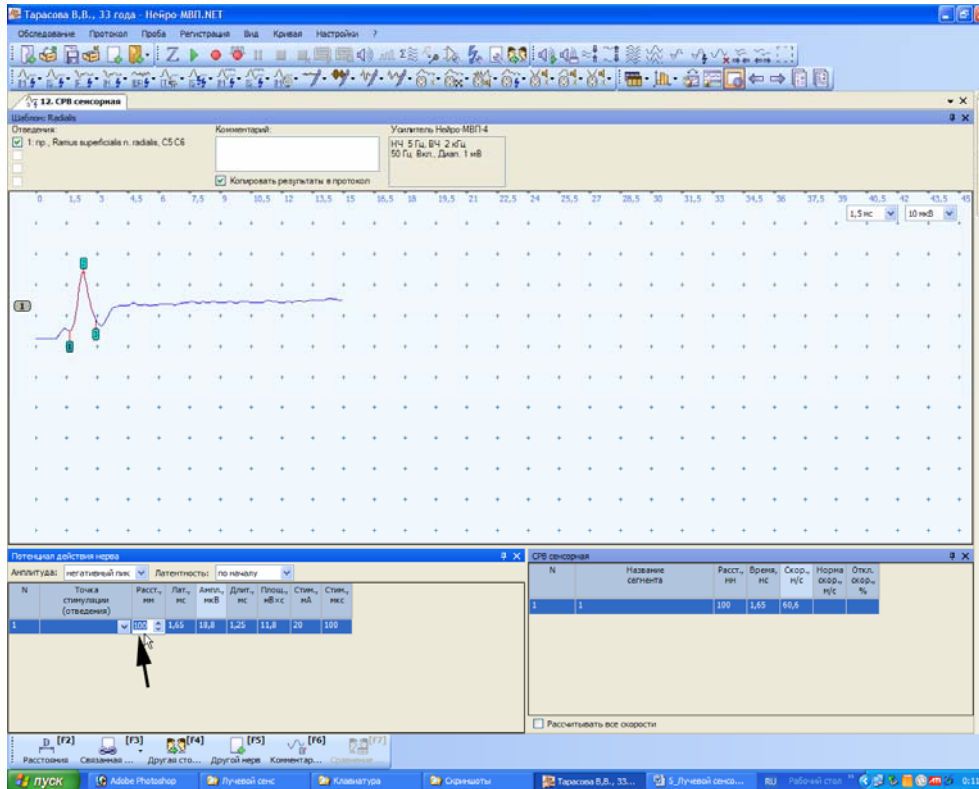 Тарасова В,В., 33 года - Нейро-МВП.NET
Обследование Протокол Проба Регистрация Вид Кривая Настройки ?
12. СРВ сенсорная
Шаблон: Radialis
Отведения: Комментарий: Усилитель Нейро-МВП-4
1: пр., Ramus superficialis n. radialis, C5 C6
НЧ 5 Гц, ВЧ 2 кГц
50 Гц Вкл., Диап. 1 мВ
Копировать результаты в протокол
0 1,5 3 4,5 6 7,5 9 10,5 12 13,5 15 16,5 18 19,5 21 22,5 24 25,5 27 28,5 30 31,5 33 34,5 36 37,5 39 40,5 42 43,5 45
1,5 мс 10 мкВ
1
Потенциал действия нерва
Амплитуда: негативный пик Латентность: по началу
N Точка стимуляции (отведения) Расст., мм Лат., мс Ампл., мкВ Длит., мс Площ., нВ×с Стим., мА Стим., мкс
1 100 1,65 18,8 1,25 11,8 20 100
СРВ сенсорная
N Название сегмента Расст., мм Время, мс Скор., м/с Норма скор., м/с Откл. скор., %
1 1 100 1,65 60,6
Рассчитывать все скорости
[F2] [F3] [F4] [F5] [F6] [F7]
Расстояния Связанная ... Другая сто... Другой нерв Комментар... Сравнение
пуск Adobe Photoshop Лучевой сенс Клавиатура Скриншоты Тарасова В,В., 33... 5_Лучевой сенсо... RU Рабочий стол 0:11